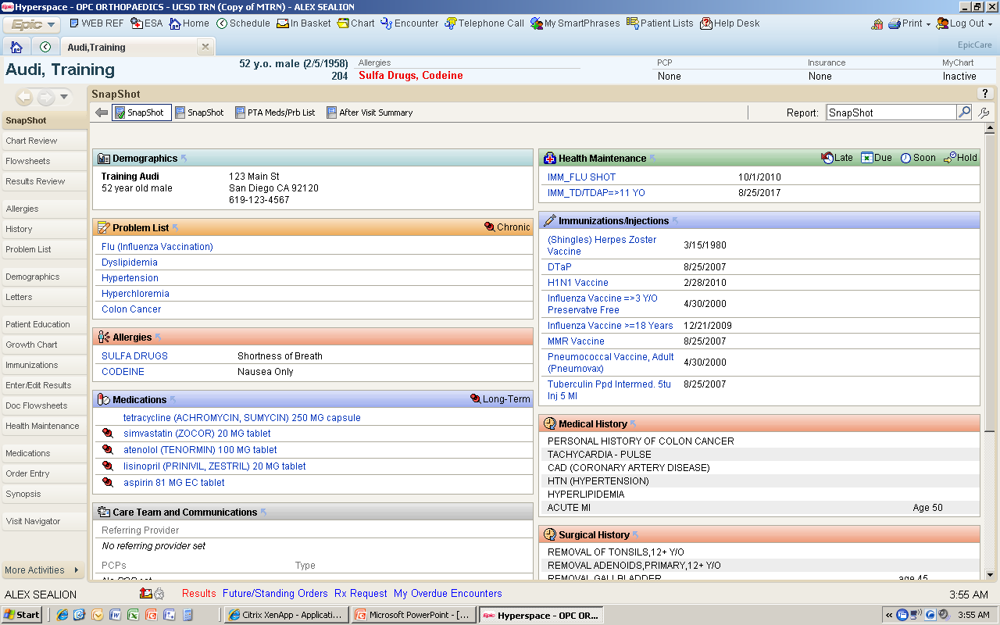 Hyperspace - OPC ORTHOPAEDICS - UCSD TRN (Copy of MTRN) - ALEX SEALION
Epic WEB REF ESA Home Schedule In Basket Chart Encounter Telephone Call My SmartPhrases Patient Lists Help Desk Print Log Out
Audi,Training
EpicCare
Audi, Training
52 y.o. male (2/5/1958)
204
Allergies
Sulfa Drugs, Codeine
PCP
None
Insurance
None
MyChart
Inactive
SnapShot
Chart Review
Flowsheets
Results Review
Allergies
History
Problem List
Demographics
Letters
Patient Education
Growth Chart
Immunizations
Enter/Edit Results
Doc Flowsheets
Health Maintenance
Medications
Order Entry
Synopsis
Visit Navigator
More Activities
SnapShot
?
SnapShot SnapShot PTA Meds/Prb List After Visit Summary Report: SnapShot
Demographics
Training Audi 123 Main St
52 year old male San Diego CA 92120
619-123-4567
Problem List Chronic
Flu (Influenza Vaccination)
Dyslipidemia
Hypertension
Hyperchloremia
Colon Cancer
Allergies
SULFA DRUGS Shortness of Breath
CODEINE Nausea Only
Medications Long-Term
tetracycline (ACHROMYCIN, SUMYCIN) 250 MG capsule
simvastatin (ZOCOR) 20 MG tablet
atenolol (TENORMIN) 100 MG tablet
lisinopril (PRINIVIL, ZESTRIL) 20 MG tablet
aspirin 81 MG EC tablet
Care Team and Communications
Referring Provider
No referring provider set
PCPs Type
No PCP set
Health Maintenance Late Due Soon Hold
IMM_FLU SHOT 10/1/2010
IMM_TD/TDAP=>11 YO 8/25/2017
Immunizations/Injections
(Shingles) Herpes Zoster
Vaccine 3/15/1980
DTaP 8/25/2007
H1N1 Vaccine 2/28/2010
Influenza Vaccine =>3 Y/O
Preservatve Free 4/30/2000
Influenza Vaccine >=18 Years 12/21/2009
MMR Vaccine 8/25/2007
Pneumococcal Vaccine, Adult
(Pneumovax) 4/30/2000
Tuberculin Ppd Intermed. 5tu
Inj 5 Ml 8/25/2007
Medical History
PERSONAL HISTORY OF COLON CANCER
TACHYCARDIA - PULSE
CAD (CORONARY ARTERY DISEASE)
HTN (HYPERTENSION)
HYPERLIPIDEMIA
ACUTE MI Age 50
Surgical History
REMOVAL OF TONSILS,12+ Y/O
REMOVAL ADENOIDS,PRIMARY,12+ Y/O
REMOVAL GALLBLADDER age 45
ALEX SEALION Results Future/Standing Orders Rx Request My Overdue Encounters 3:55 AM
Start Citrix XenApp - Applicati... Microsoft PowerPoint - [... Hyperspace - OPC OR... 3:55 AM